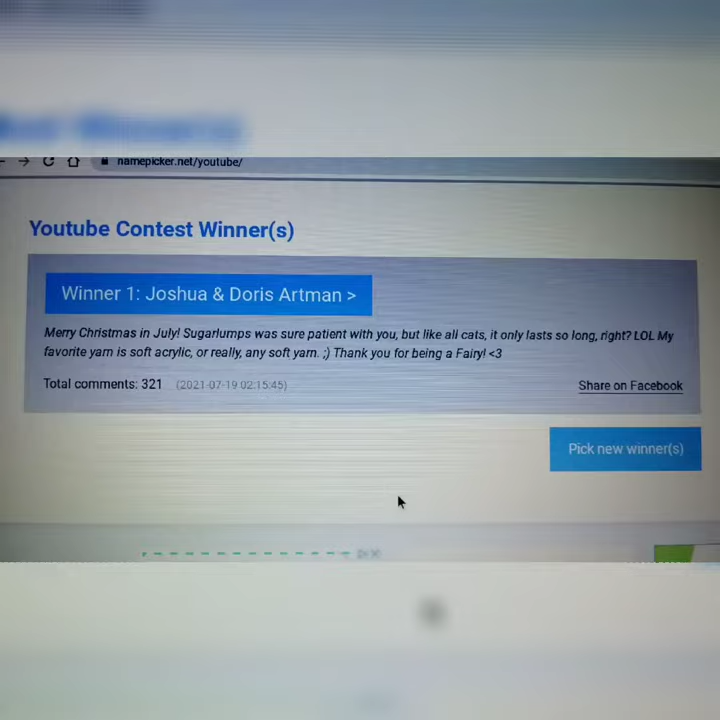 namepicker.net/youtube/
Youtube Contest Winner(s)
Winner 1: Joshua & Doris Artman >
Merry Christmas in July! Sugarlumps was sure patient with you, but like all cats, it only lasts so long, right? LOL My
favorite yarn is soft acrylic, or really, any soft yarn. ;) Thank you for being a Fairy! <3
Total comments: 321 (2021-07-19 02:15:45)
Share on Facebook
Pick new winner(s)